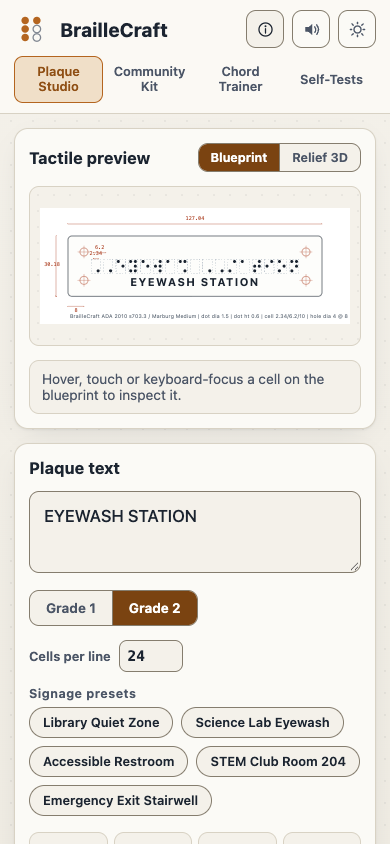 BrailleCraft
Plaque Studio
Community Kit
Chord Trainer
Self-Tests
Tactile preview
Blueprint
Relief 3D
127.04
6.2
2.34
30.18
EYEWASH STATION
8
BrailleCraft ADA 2010 s703.3 / Marburg Medium | dot dia 1.5 | dot ht 0.6 | cell 2.34/6.2/10 | hole dia 4 @ 8
Hover, touch or keyboard-focus a cell on the
blueprint to inspect it.
Plaque text
EYEWASH STATION
Grade 1
Grade 2
Cells per line
24
Signage presets
Library Quiet Zone
Science Lab Eyewash
Accessible Restroom
STEM Club Room 204
Emergency Exit Stairwell